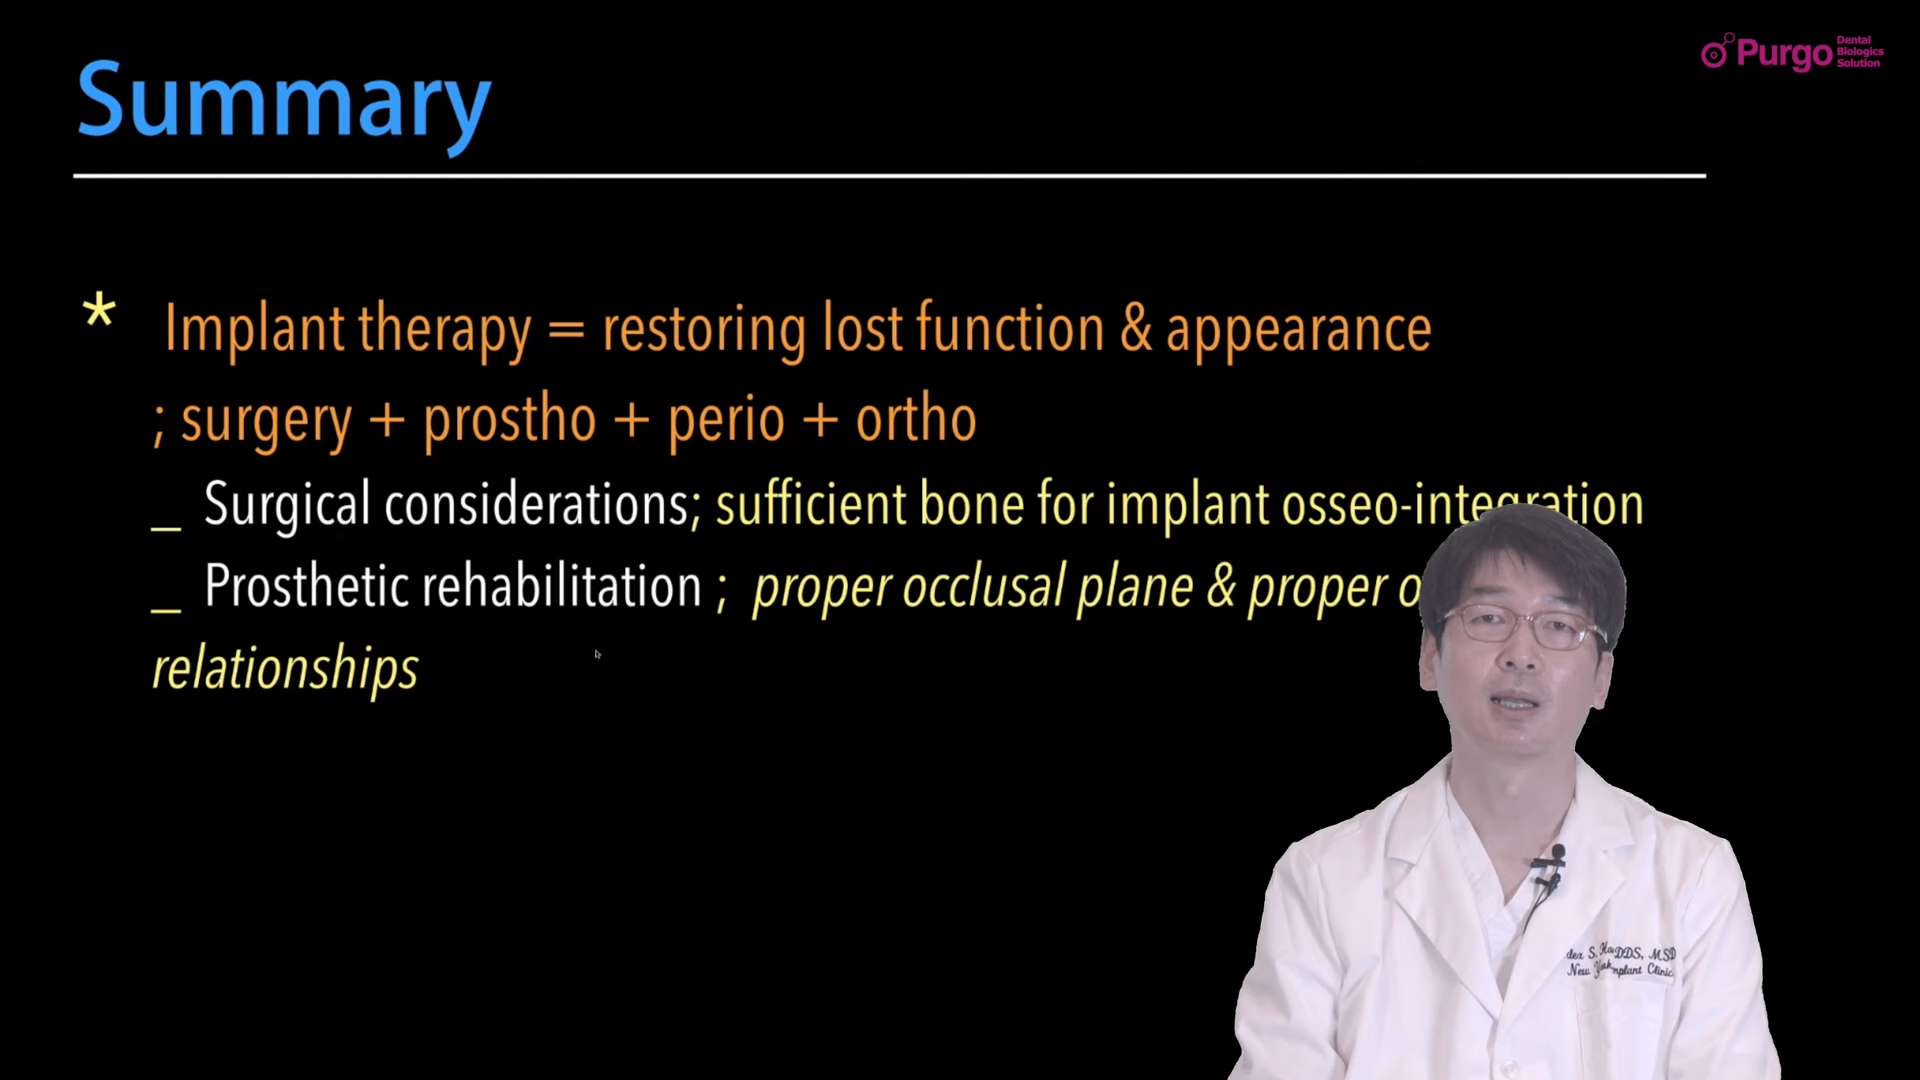 Summary
Purgo
Dental
Biologics
Solution
* Implant therapy = restoring lost function & appearance
; surgery + prostho + perio + ortho
_ Surgical considerations; sufficient bone for implant osseo-integration
_ Prosthetic rehabilitation ; proper occlusal plane & proper
relationships
S. DDS, MSD
New Implant Clinic